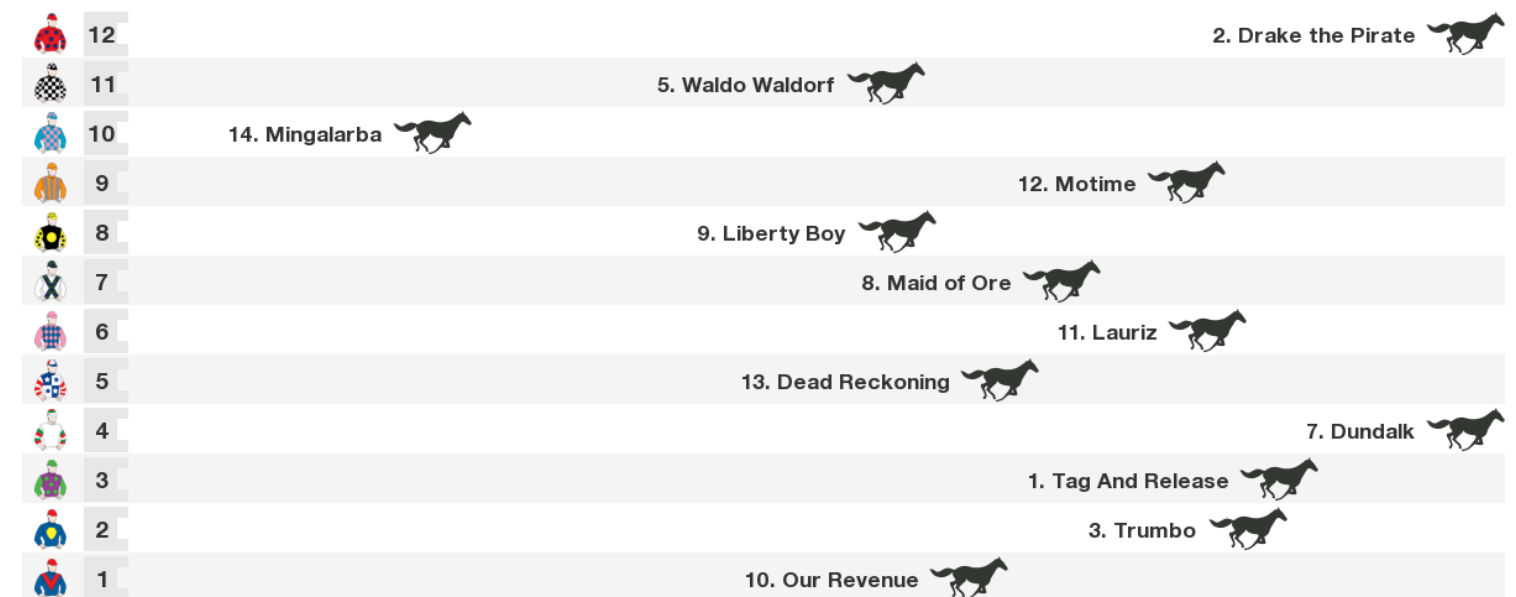 12 2. Drake the Pirate
11 5. Waldo Waldorf
10 14. Mingalarba
9 12. Motime
8 9. Liberty Boy
7 8. Maid of Ore
6 11. Lauriz
5 13. Dead Reckoning
4 7. Dundalk
3 1. Tag And Release
2 3. Trumbo
1 10. Our Revenue